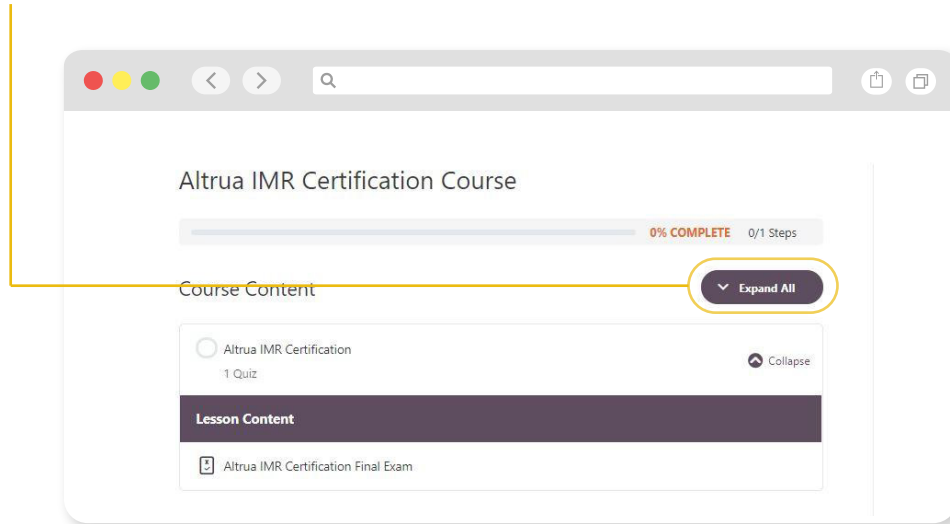 Altrua IMR Certification Course
0% COMPLETE 0/1 Steps
Course Content
Expand All
Altrua IMR Certification
1 Quiz
Collapse
Lesson Content
Altrua IMR Certification Final Exam